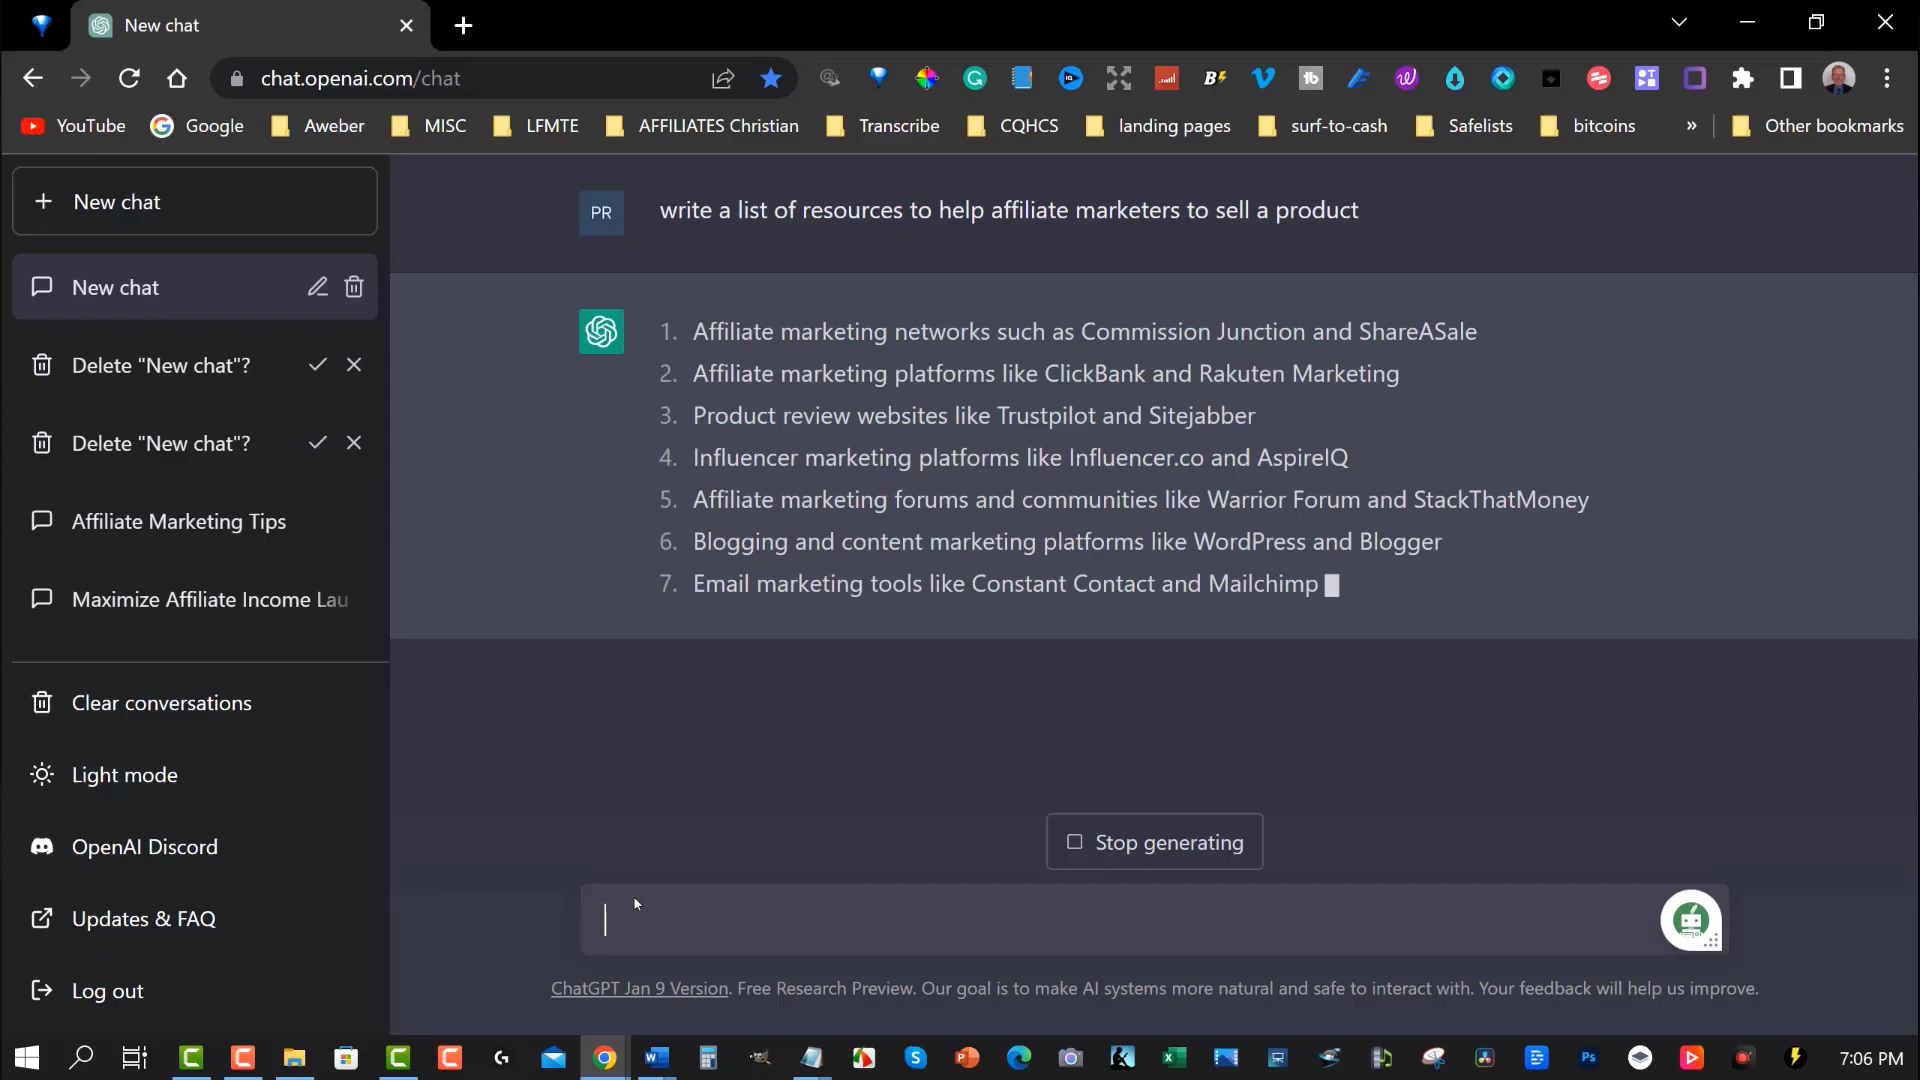 New chat
chat.openai.com/chat
YouTube Google Aweber MISC LFMTE AFFILIATES Christian Transcribe CQHCS landing pages surf-to-cash Safelists bitcoins » Other bookmarks
New chat
New chat
Delete "New chat"?
Delete "New chat"?
Affiliate Marketing Tips
Maximize Affiliate Income Lau
Clear conversations
Light mode
OpenAI Discord
Updates & FAQ
Log out
PR
write a list of resources to help affiliate marketers to sell a product
1. Affiliate marketing networks such as Commission Junction and ShareASale
2. Affiliate marketing platforms like ClickBank and Rakuten Marketing
3. Product review websites like Trustpilot and Sitejabber
4. Influencer marketing platforms like Influencer.co and AspireIQ
5. Affiliate marketing forums and communities like Warrior Forum and StackThatMoney
6. Blogging and content marketing platforms like WordPress and Blogger
7. Email marketing tools like Constant Contact and Mailchimp
Stop generating
ChatGPT Jan 9 Version. Free Research Preview. Our goal is to make AI systems more natural and safe to interact with. Your feedback will help us improve.
7:06 PM